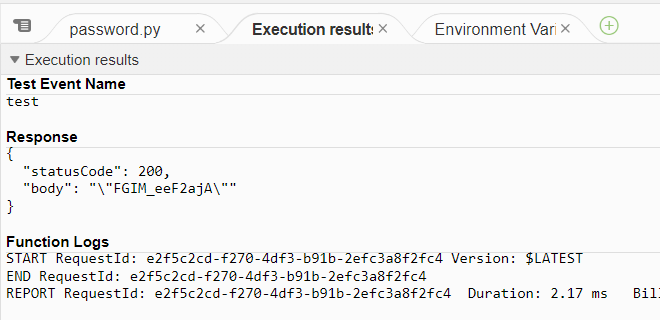 password.py
Execution results
Environment Vari
Execution results
Test Event Name
test
Response
{
"statusCode": 200,
"body": "\"FGIM_eeF2ajA\""
}
Function Logs
START RequestId: e2f5c2cd-f270-4df3-b91b-2efc3a8f2fc4 Version: $LATEST
END RequestId: e2f5c2cd-f270-4df3-b91b-2efc3a8f2fc4
REPORT RequestId: e2f5c2cd-f270-4df3-b91b-2efc3a8f2fc4 Duration: 2.17 ms Bil